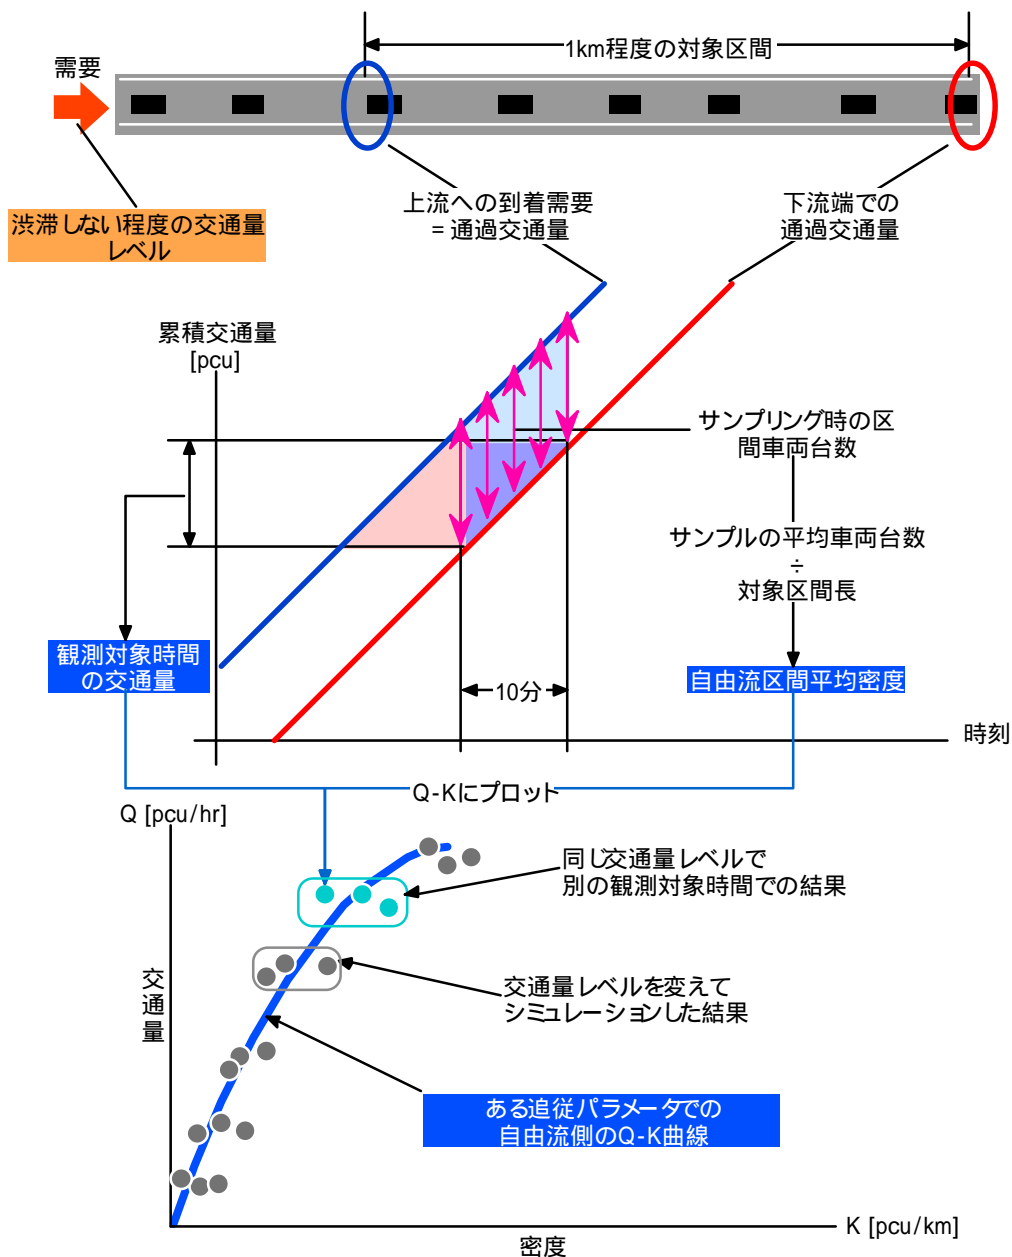 1km程度の対象区間
需要
渋滞しない程度の交通量
レベル
上流への到着需要
= 通過交通量
下流端での
通過交通量
累積交通量
[pcu]
サンプリング時の区
間車両台数
サンプルの平均車両台数
÷
対象区間長
観測対象時間
の交通量
自由流区間平均密度
10分
時刻
Q-Kにプロット
Q [pcu/hr]
同じ交通量レベルで
別の観測対象時間での結果
交通量
交通量レベルを変えて
シミュレーションした結果
ある追従パラメータでの
自由流側のQ-K曲線
K [pcu/km]
密度